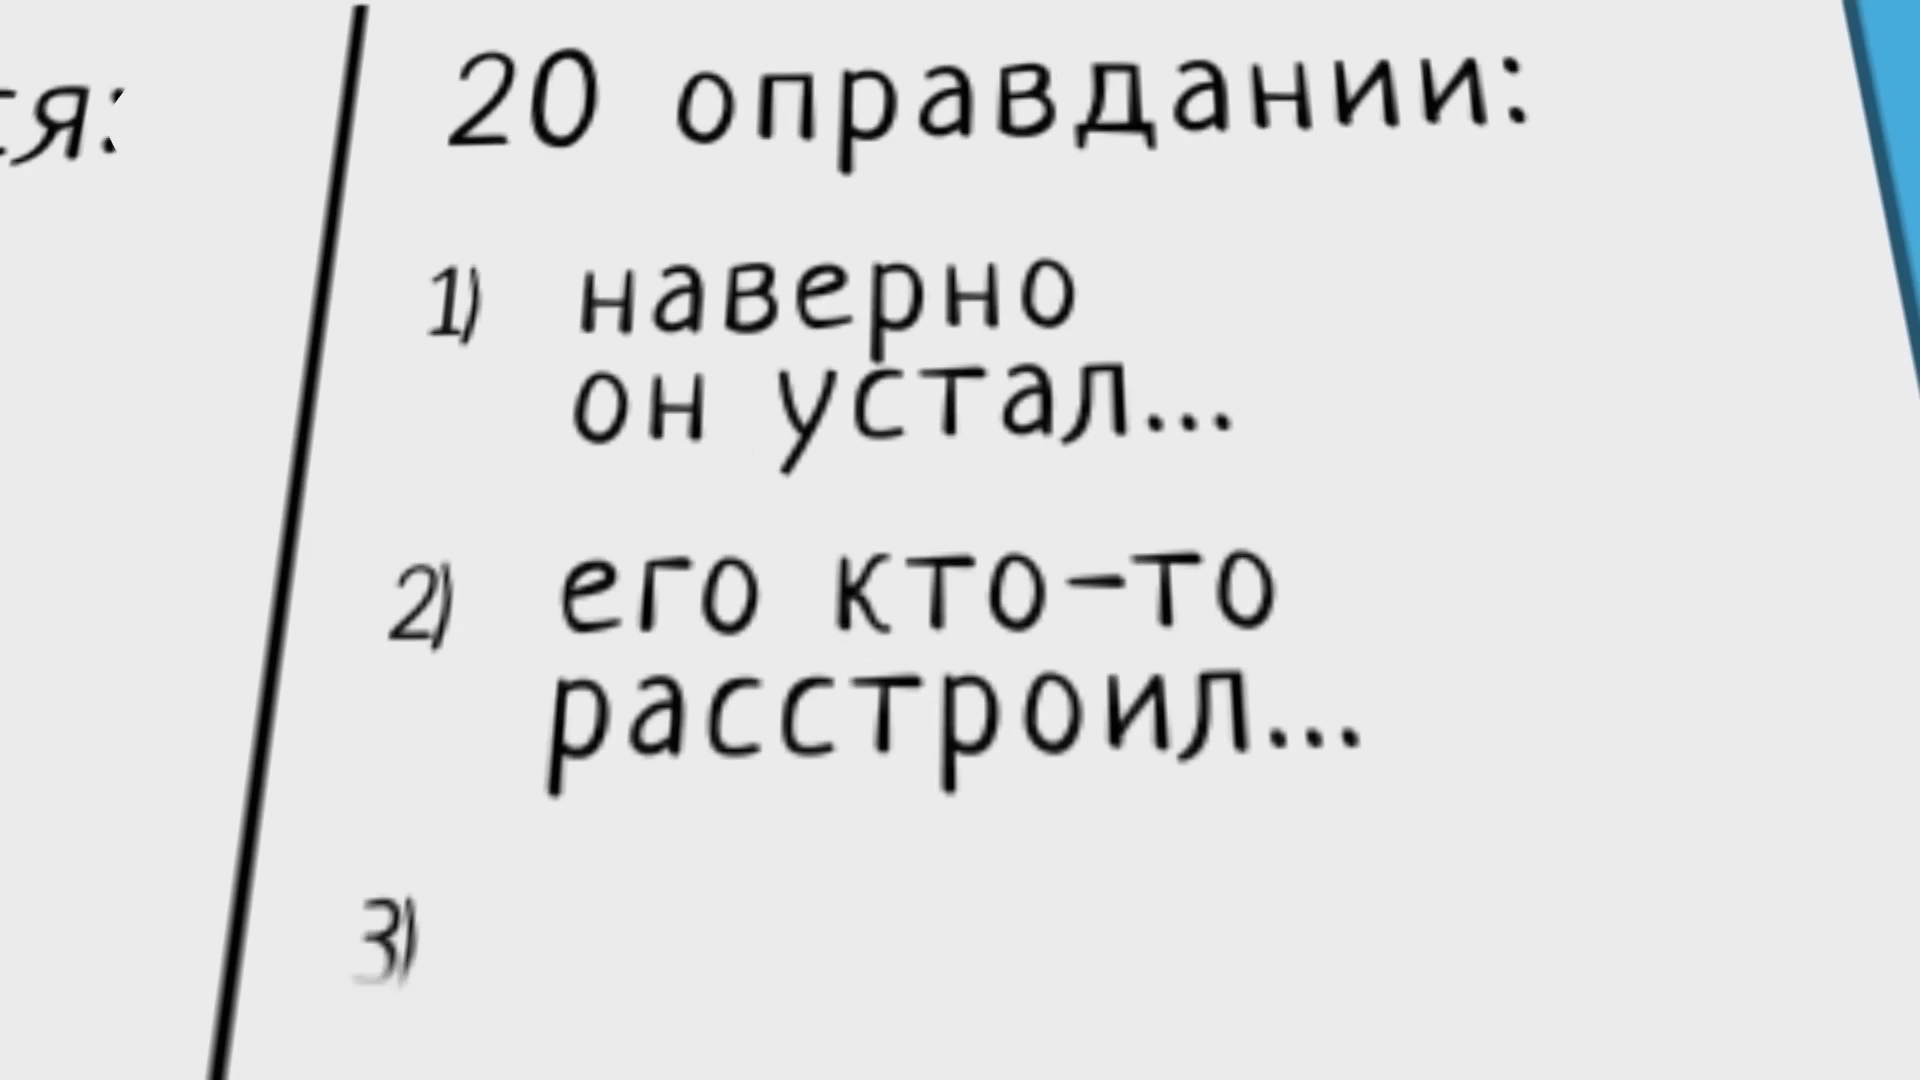 ся:
20 оправдании:
1) наверно
он устал...
2) его кто-то
расстроил...
3)